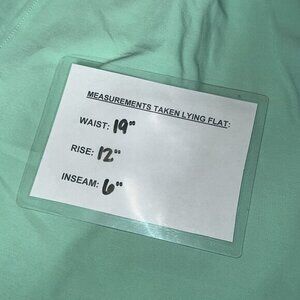 MEASUREMENTS TAKEN LYING FLAT:
WAIST: 19"
RISE: 12"
INSEAM: 6"